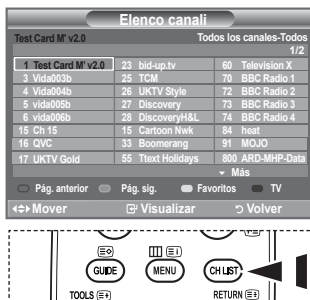 Elenco canali
Test Card M' v2.0 Todos los canales-Todos
1/2
1 Test Card M' v2.0 23 bid-up.tv 60 Television X
3 Vida003b 25 TCM 70 BBC Radio 1
4 Vida004b 26 UKTV Style 72 BBC Radio 2
5 vida005b 27 Discovery 73 BBC Radio 3
6 vida006b 28 DiscoveryH&L 74 BBC Radio 4
15 Ch 15 15 Cartoon Nwk 84 heat
16 QVC 33 Boomerang 91 MOJO
17 UKTV Gold 55 Ttext Holidays 800 ARD-MHP-Data
Más
Pág. anterior Pág. sig. Favoritos TV
Mover Visualizar Volver
GUIDE MENU CH LIST
TOOLS RETURN